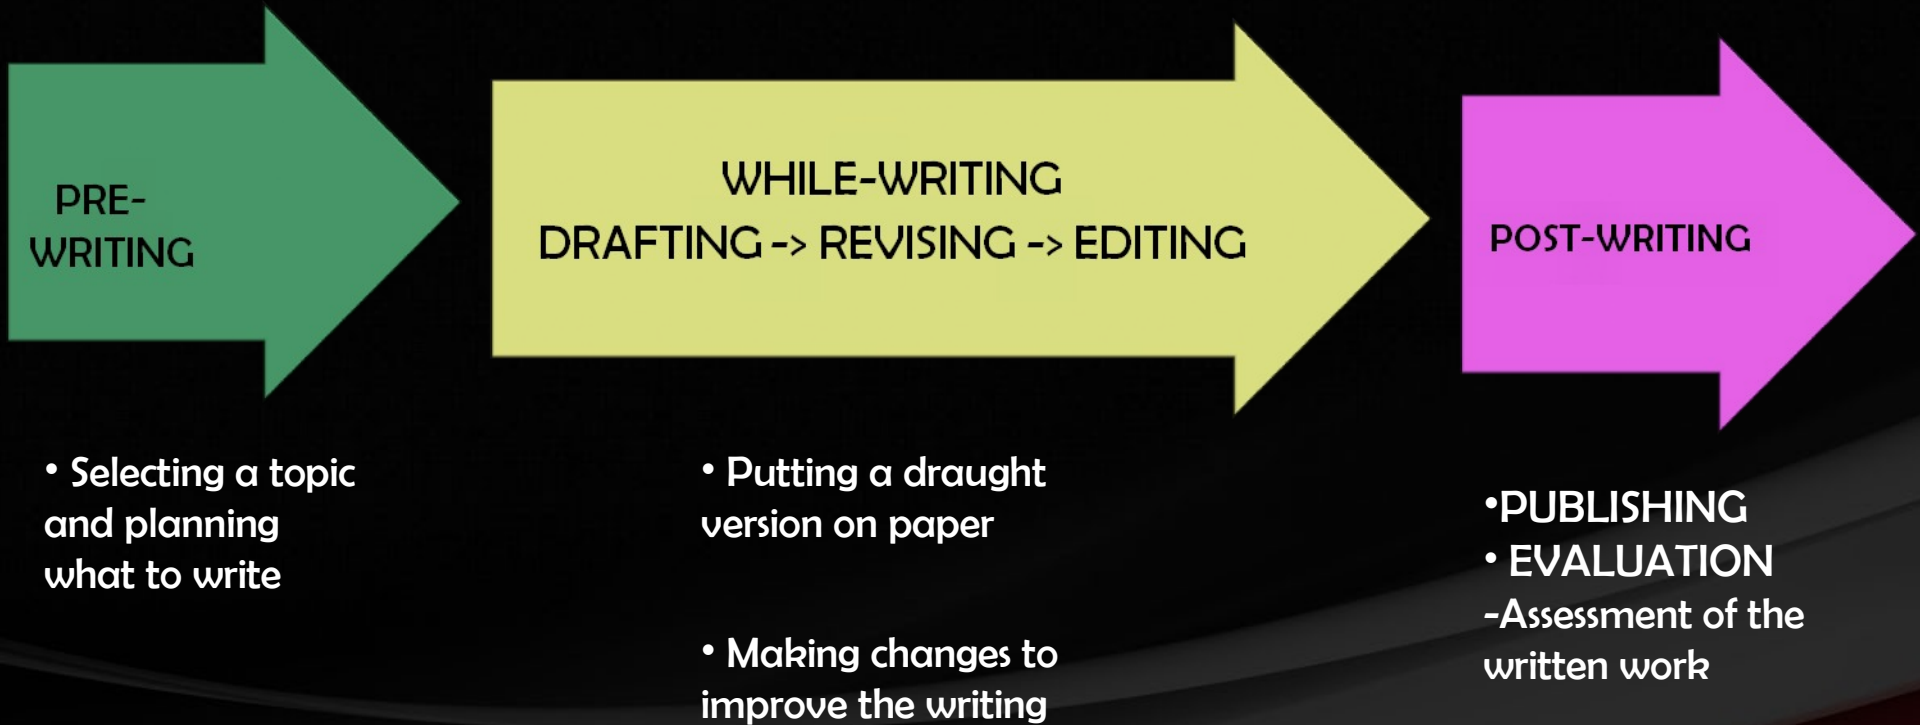 PRE-
WRITING
WHILE-WRITING
DRAFTING -> REVISING -> EDITING
POST-WRITING
• Selecting a topic
and planning
what to write
• Putting a draught
version on paper
• Making changes to
improve the writing
•PUBLISHING
• EVALUATION
-Assessment of the
written work